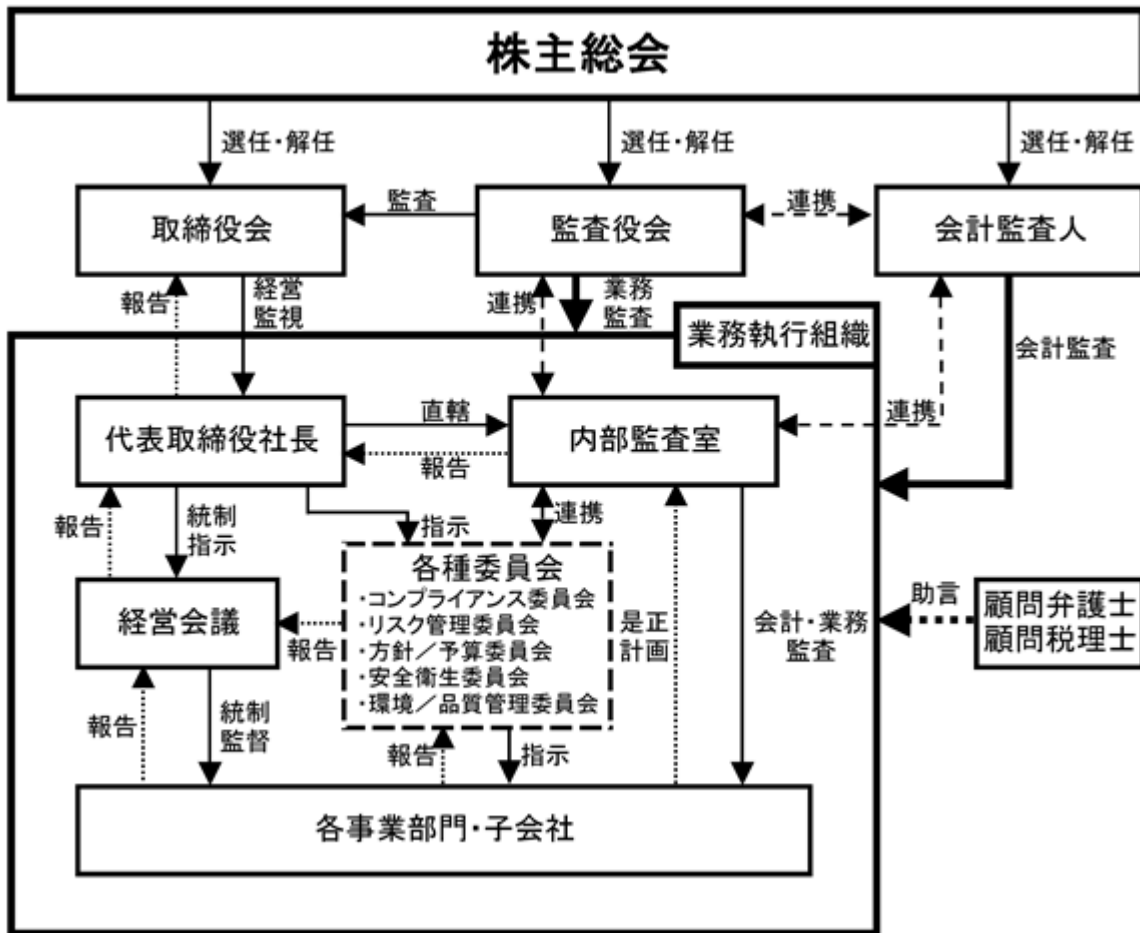 株主総会
選任・解任
選任・解任
選任・解任
取締役会
監査
監査役会
連携
会計監査人
報告
経営
監視
連携
業務
監査
業務執行組織
会計監査
代表取締役社長
直轄
報告
内部監査室
連携
報告
統制
指示
指示
連携
経営会議
報告
各種委員会
・コンプライアンス委員会
・リスク管理委員会
・方針／予算委員会
・安全衛生委員会
・環境／品質管理委員会
是正
計画
会計・業務
監査
助言
顧問弁護士
顧問税理士
報告
統制
監督
報告
指示
各事業部門・子会社